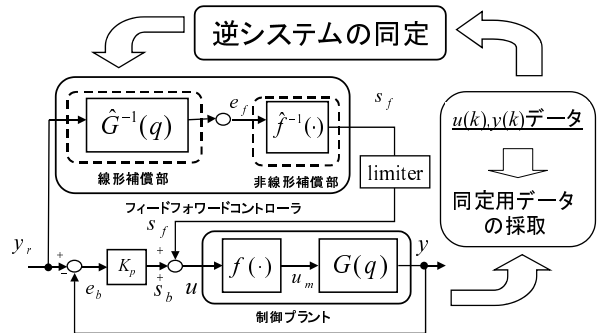 逆システムの同定
Ĝ⁻¹(q)
e_f
f̂⁻¹(·)
s_f
線形補償部
非線形補償部
limiter
フィードフォワードコントローラ
u(k),y(k)データ
同定用データ
の採取
y_r
+
−
e_b
K_p
s_f
+
+
s_b
u
f(·)
u_m
G(q)
y
制御プラント